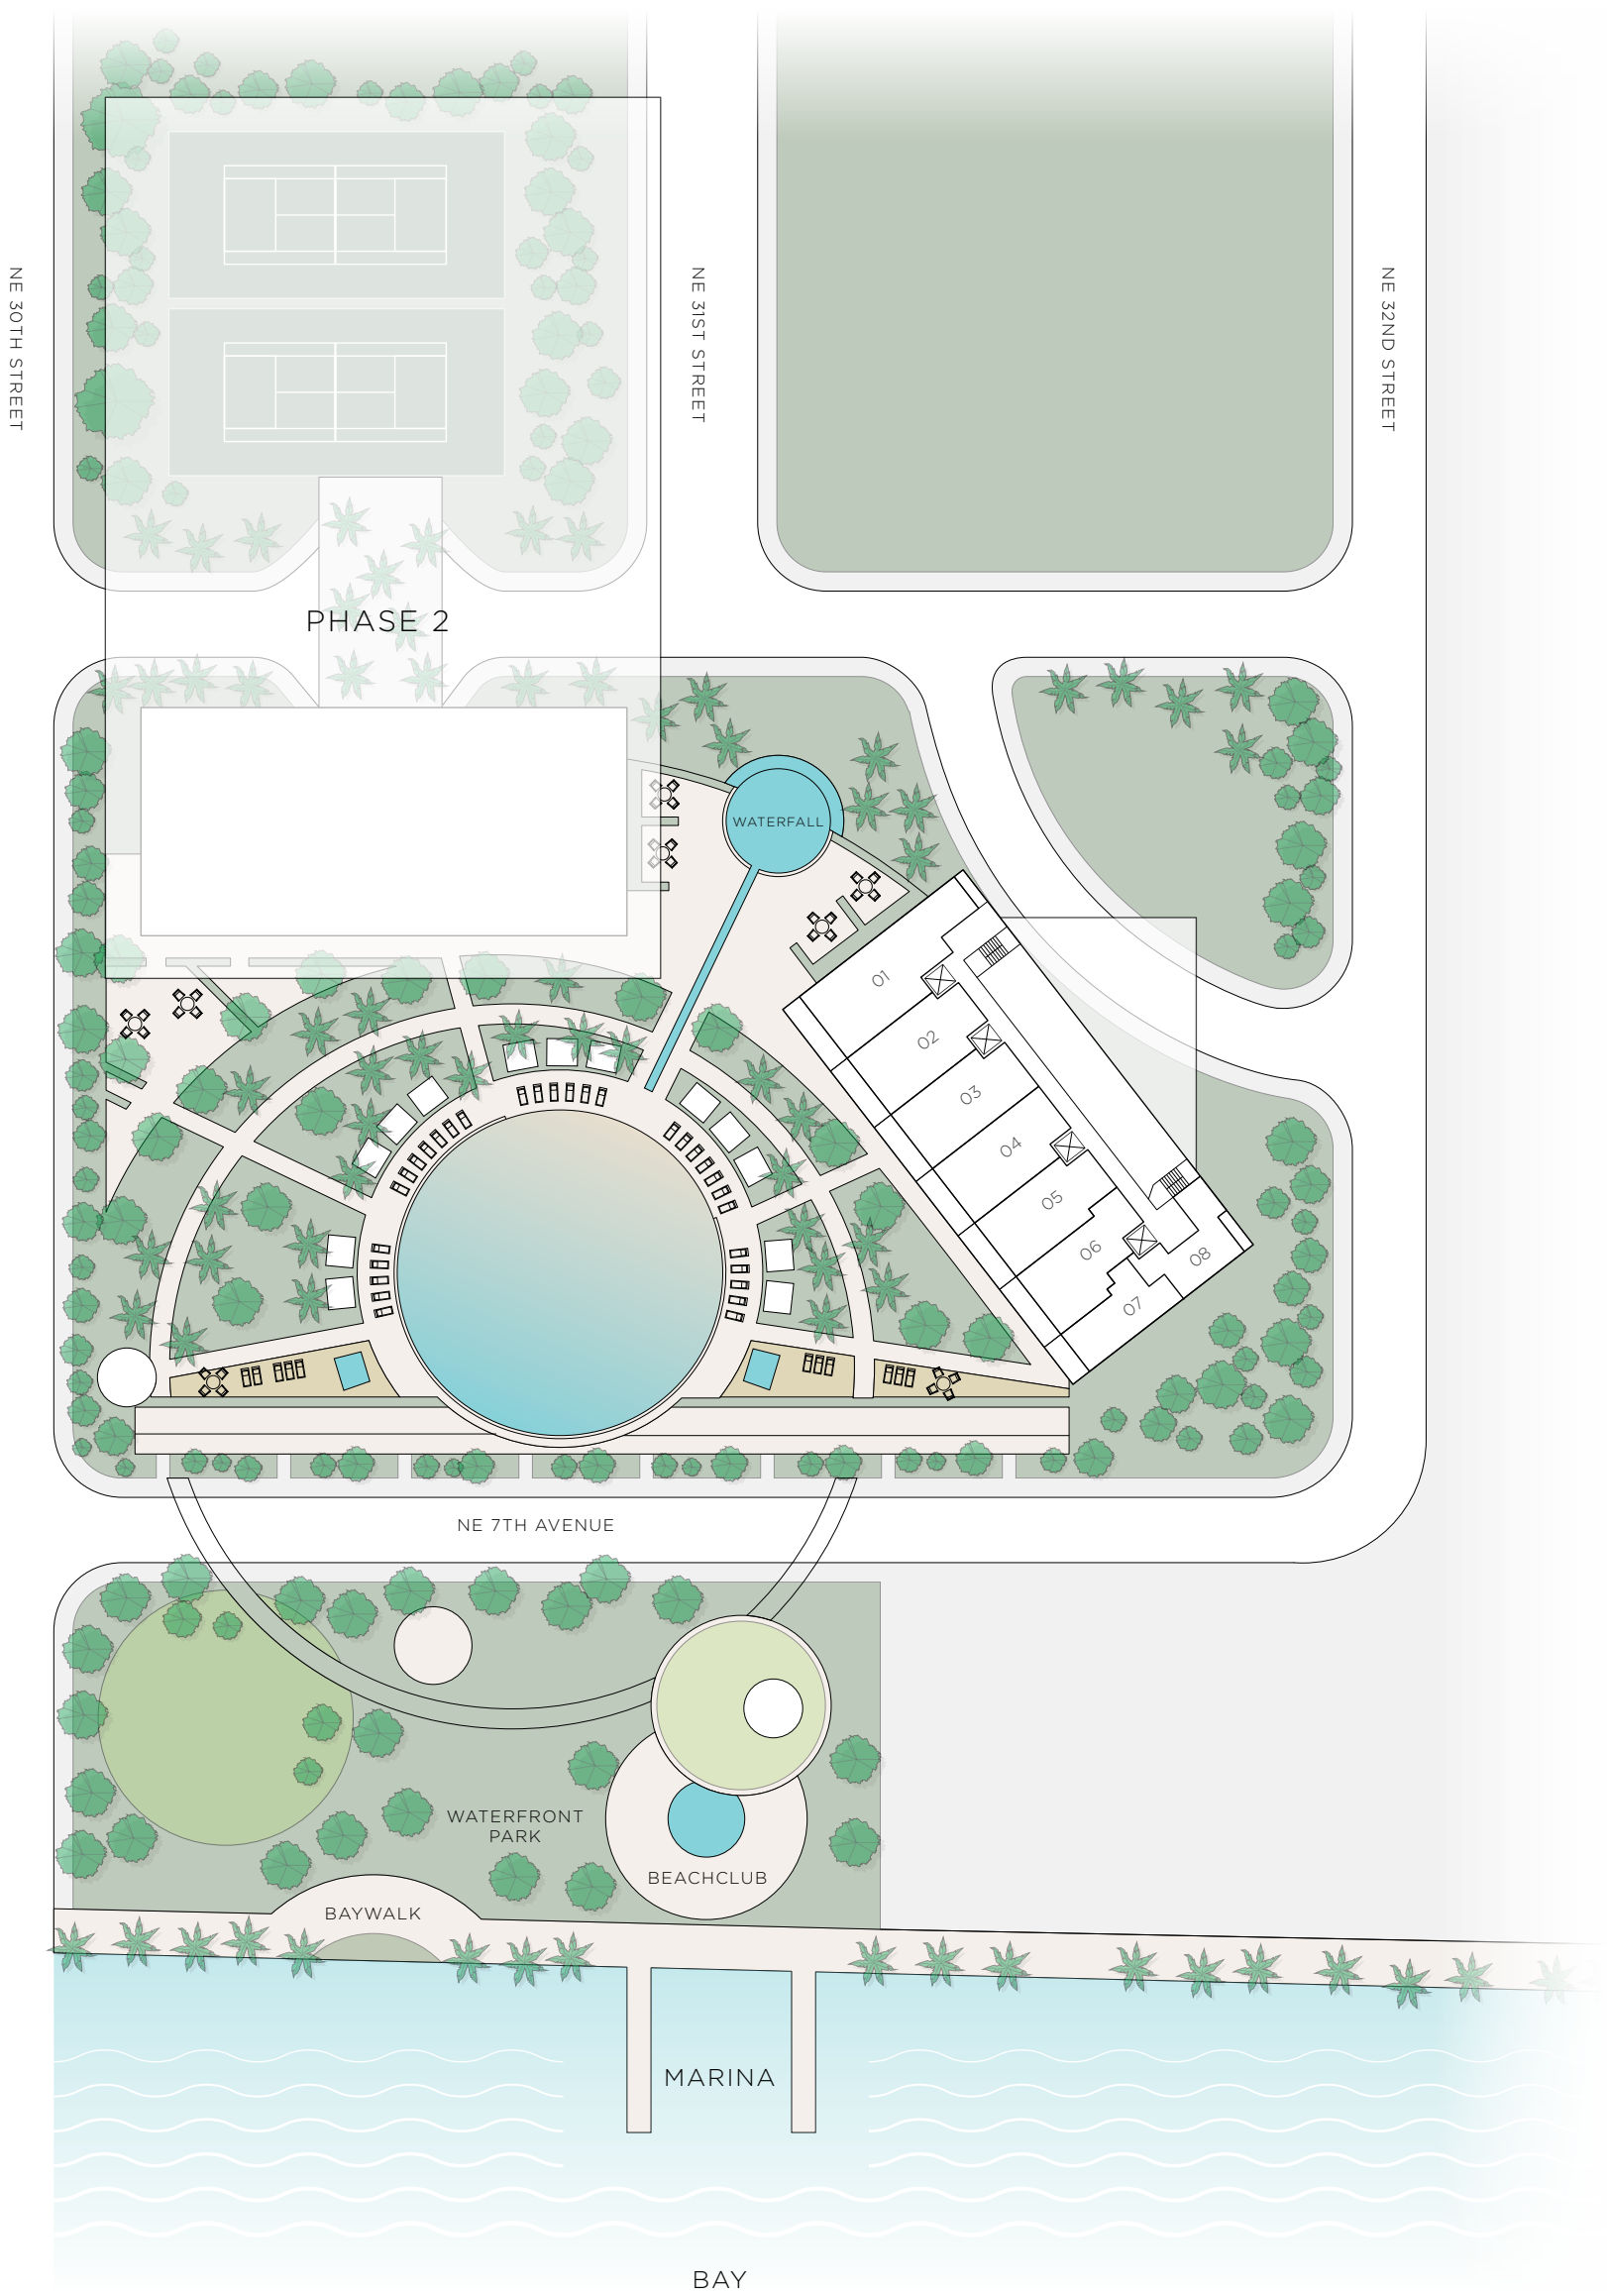 NE 30TH STREET
NE 31ST STREET
NE 32ND STREET
PHASE 2
WATERFALL
01
02
03
04
05
06
07
08
NE 7TH AVENUE
WATERFRONT
PARK
BEACHCLUB
BAYWALK
MARINA
BAY